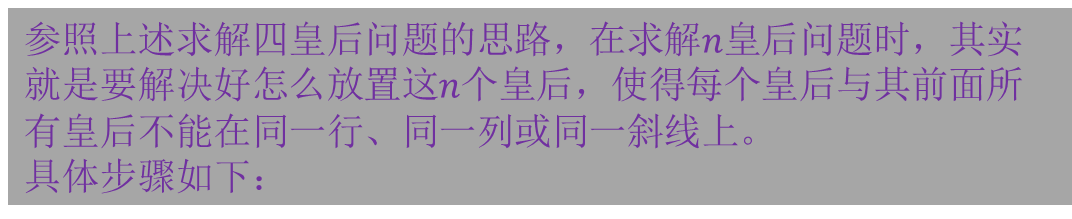 参照上述求解四皇后问题的思路，在求解n皇后问题时，其实
就是要解决好怎么放置这n个皇后，使得每个皇后与其前面所
有皇后不能在同一行、同一列或同一斜线上。
具体步骤如下：